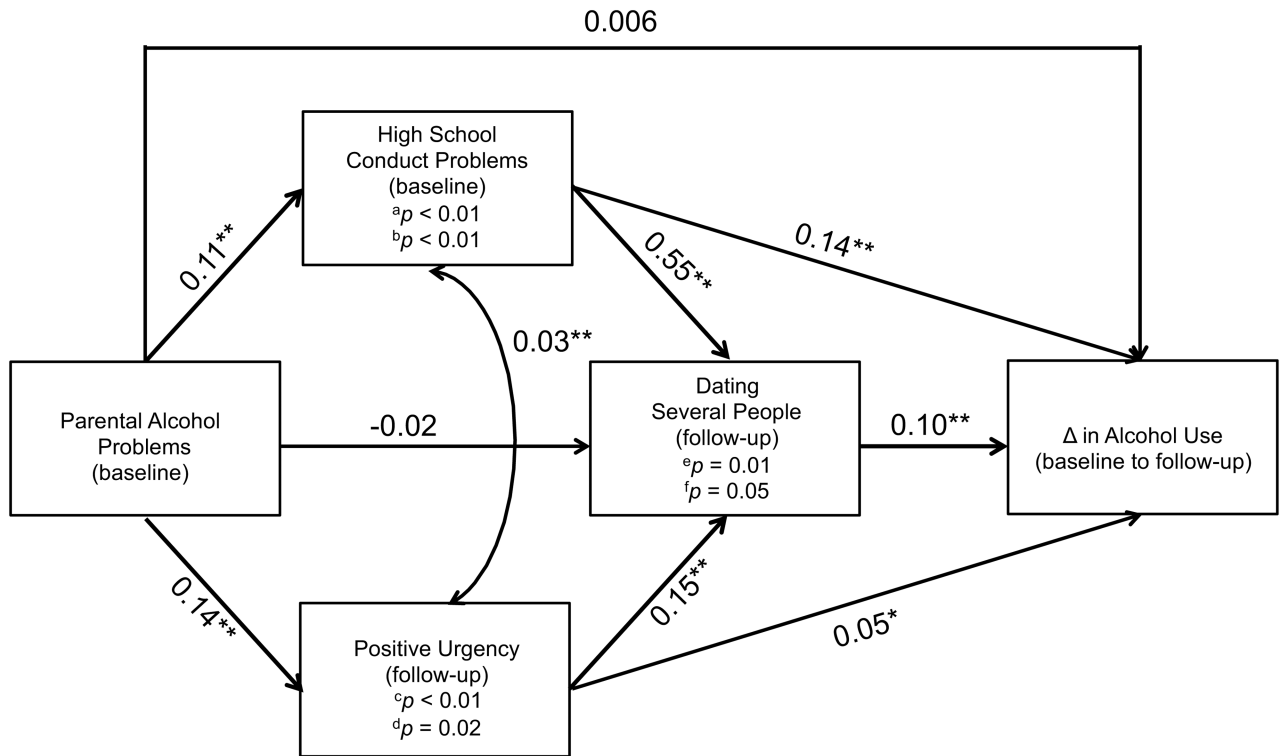 0.006
High School
Conduct Problems
(baseline)
ᵃp < 0.01
ᵇp < 0.01
0.11**
0.55**
0.14**
0.03**
Parental Alcohol
Problems
(baseline)
-0.02
Dating
Several People
(follow-up)
ᵉp = 0.01
ᶠp = 0.05
0.10**
Δ in Alcohol Use
(baseline to follow-up)
0.14**
0.15**
0.05*
Positive Urgency
(follow-up)
ᶜp < 0.01
ᵈp = 0.02